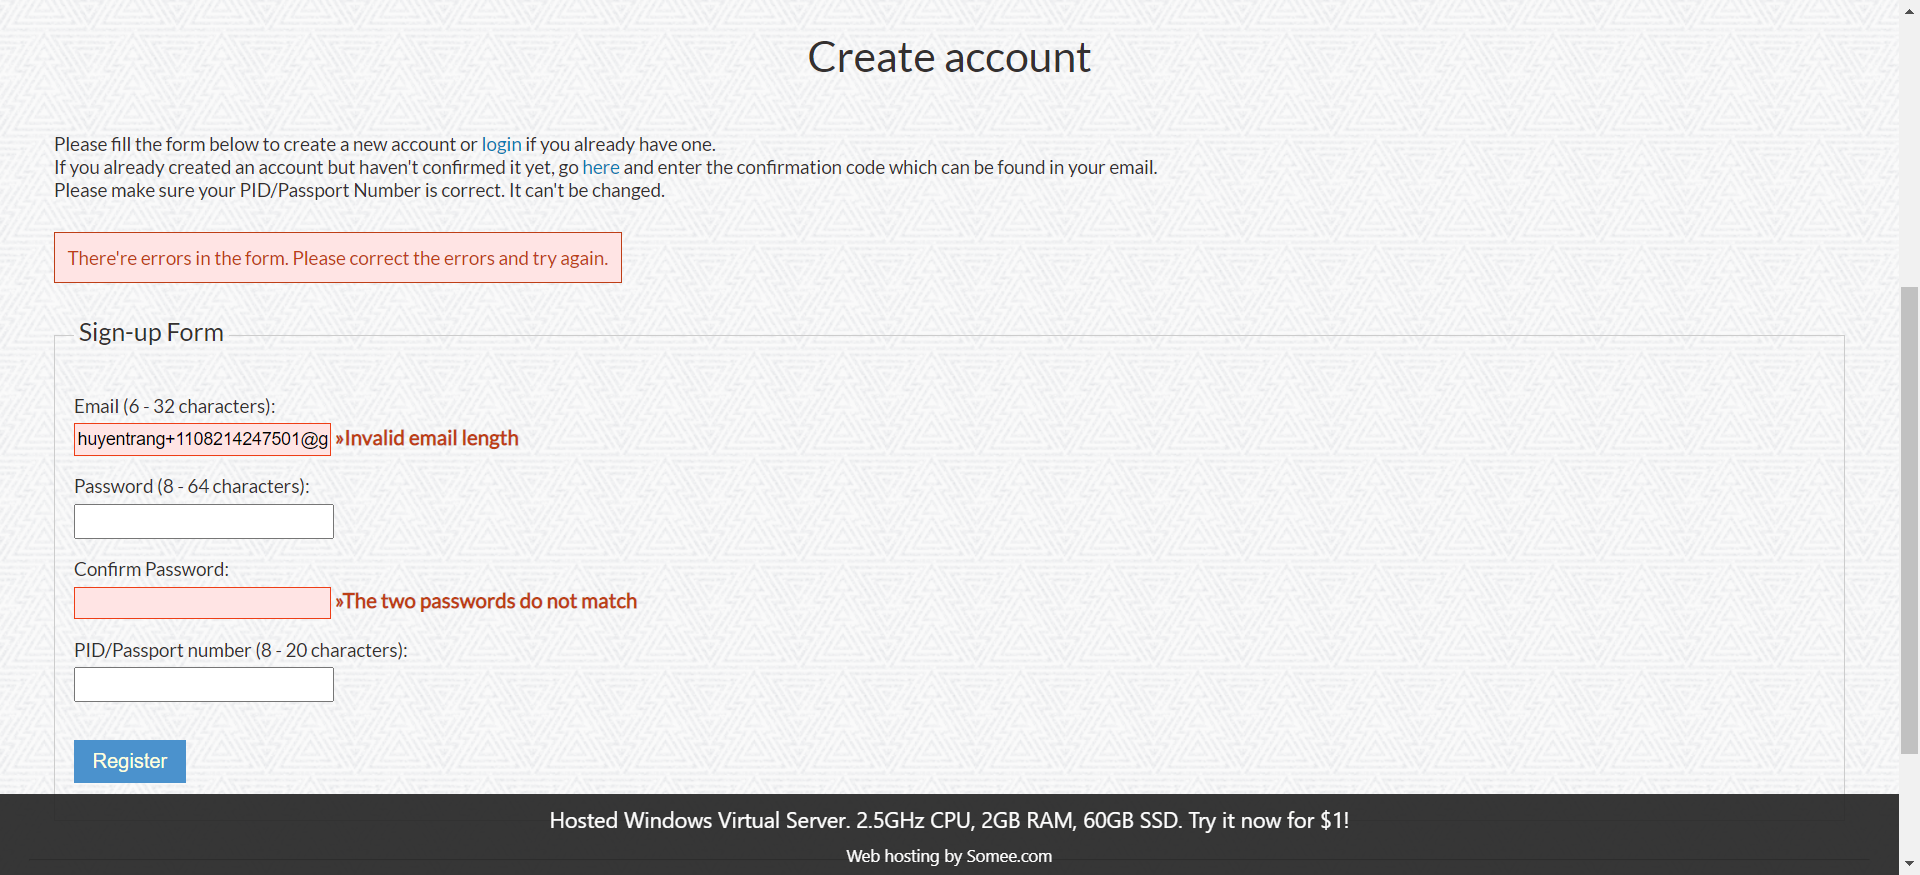 Create account
Please fill the form below to create a new account or login if you already have one.
If you already created an account but haven't confirmed it yet, go here and enter the confirmation code which can be found in your email.
Please make sure your PID/Passport Number is correct. It can't be changed.
There're errors in the form. Please correct the errors and try again.
Sign-up Form
Email (6 - 32 characters):
huyentrang+1108214247501@g »Invalid email length
Password (8 - 64 characters):
Confirm Password:
»The two passwords do not match
PID/Passport number (8 - 20 characters):
Register
Hosted Windows Virtual Server. 2.5GHz CPU, 2GB RAM, 60GB SSD. Try it now for $1!
Web hosting by Somee.com